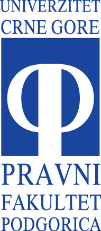 UNIVERZITET
CRNE GORE
PRAVNI
FAKULTET
PODGORICA